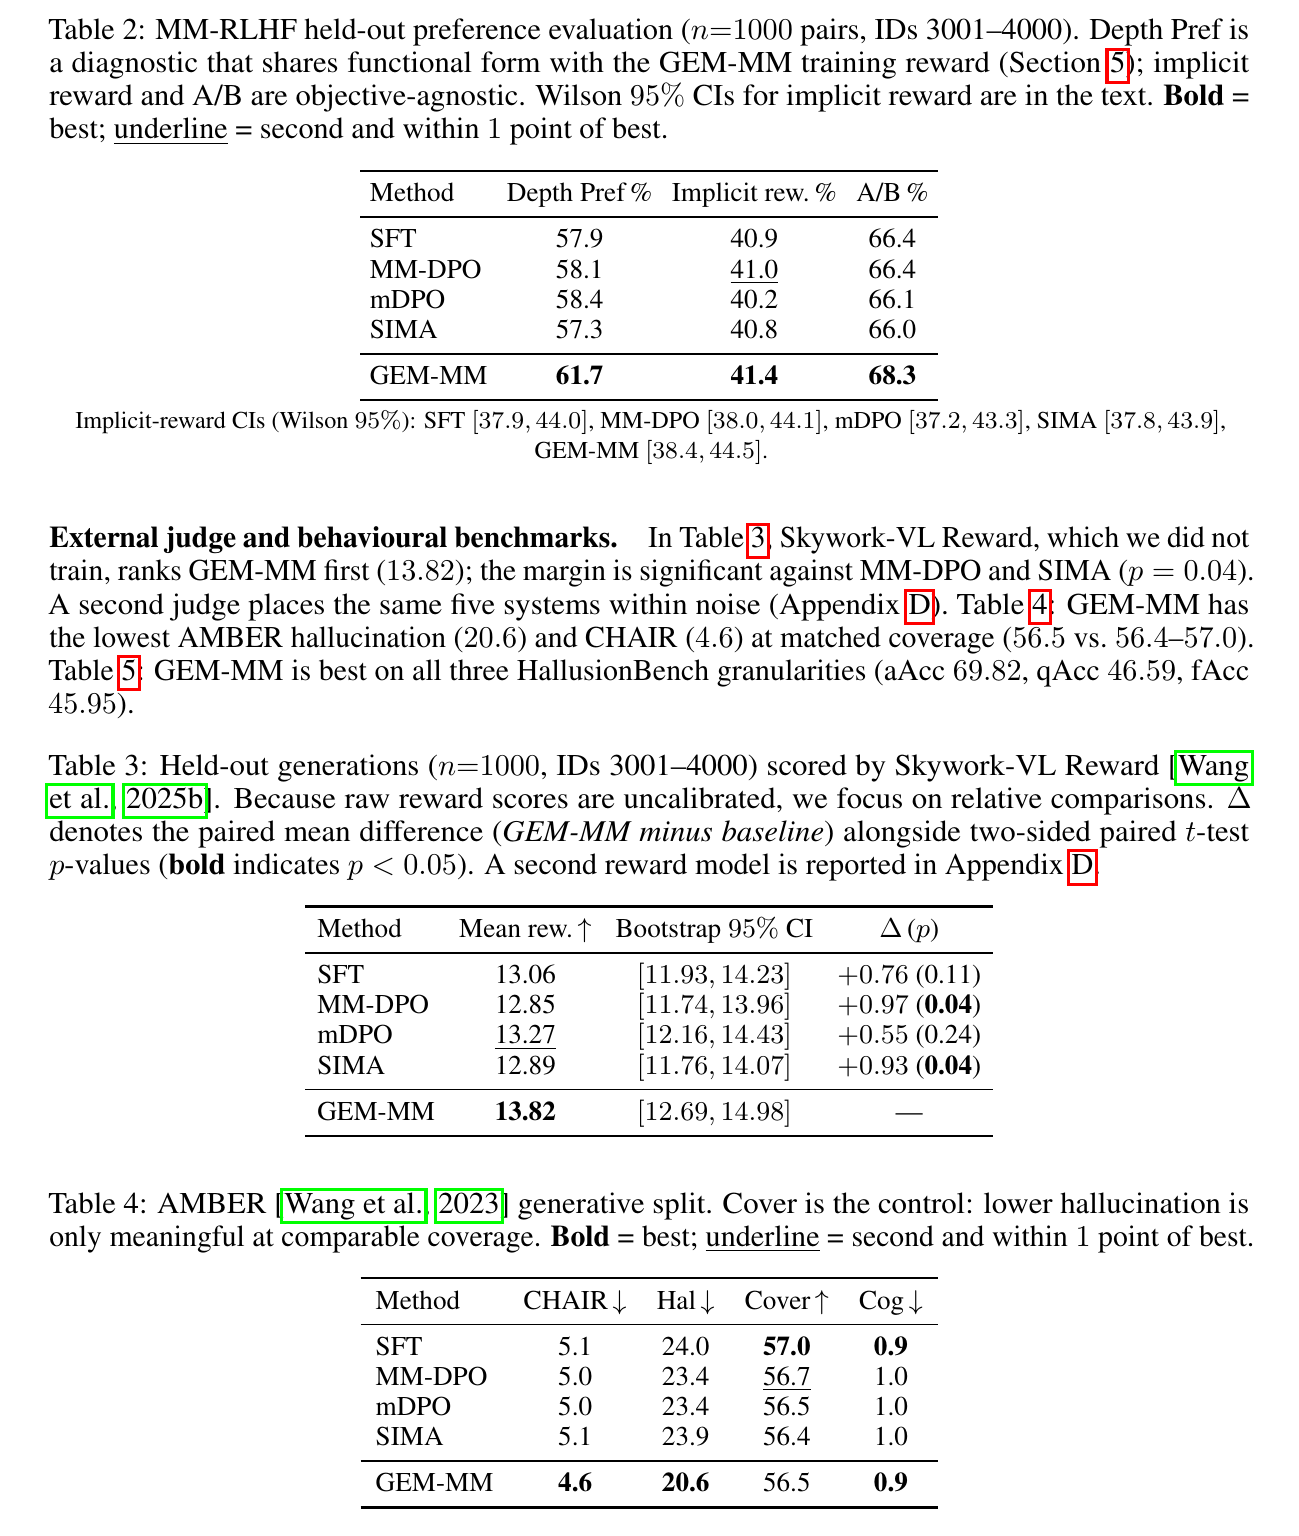 Table 2: MM-RLHF held-out preference evaluation (n=1000 pairs, IDs 3001–4000). Depth Pref is
a diagnostic that shares functional form with the GEM-MM training reward (Section 5); implicit
reward and A/B are objective-agnostic. Wilson 95% CIs for implicit reward are in the text. Bold =
best; underline = second and within 1 point of best.
Method Depth Pref % Implicit rew. % A/B %
SFT 57.9 40.9 66.4
MM-DPO 58.1 41.0 66.4
mDPO 58.4 40.2 66.1
SIMA 57.3 40.8 66.0
GEM-MM 61.7 41.4 68.3
Implicit-reward CIs (Wilson 95%): SFT [37.9, 44.0], MM-DPO [38.0, 44.1], mDPO [37.2, 43.3], SIMA [37.8, 43.9],
GEM-MM [38.4, 44.5].
External judge and behavioural benchmarks. In Table 3, Skywork-VL Reward, which we did not
train, ranks GEM-MM first (13.82); the margin is significant against MM-DPO and SIMA (p = 0.04).
A second judge places the same five systems within noise (Appendix D). Table 4: GEM-MM has
the lowest AMBER hallucination (20.6) and CHAIR (4.6) at matched coverage (56.5 vs. 56.4–57.0).
Table 5: GEM-MM is best on all three HallusionBench granularities (aAcc 69.82, qAcc 46.59, fAcc
45.95).
Table 3: Held-out generations (n=1000, IDs 3001–4000) scored by Skywork-VL Reward [Wang
et al., 2025b]. Because raw reward scores are uncalibrated, we focus on relative comparisons. Δ
denotes the paired mean difference (GEM-MM minus baseline) alongside two-sided paired t-test
p-values (bold indicates p < 0.05). A second reward model is reported in Appendix D.
Method Mean rew. ↑ Bootstrap 95% CI Δ (p)
SFT 13.06 [11.93, 14.23] +0.76 (0.11)
MM-DPO 12.85 [11.74, 13.96] +0.97 (0.04)
mDPO 13.27 [12.16, 14.43] +0.55 (0.24)
SIMA 12.89 [11.76, 14.07] +0.93 (0.04)
GEM-MM 13.82 [12.69, 14.98] —
Table 4: AMBER [Wang et al., 2023] generative split. Cover is the control: lower hallucination is
only meaningful at comparable coverage. Bold = best; underline = second and within 1 point of best.
Method CHAIR ↓ Hal ↓ Cover ↑ Cog ↓
SFT 5.1 24.0 57.0 0.9
MM-DPO 5.0 23.4 56.7 1.0
mDPO 5.0 23.4 56.5 1.0
SIMA 5.1 23.9 56.4 1.0
GEM-MM 4.6 20.6 56.5 0.9